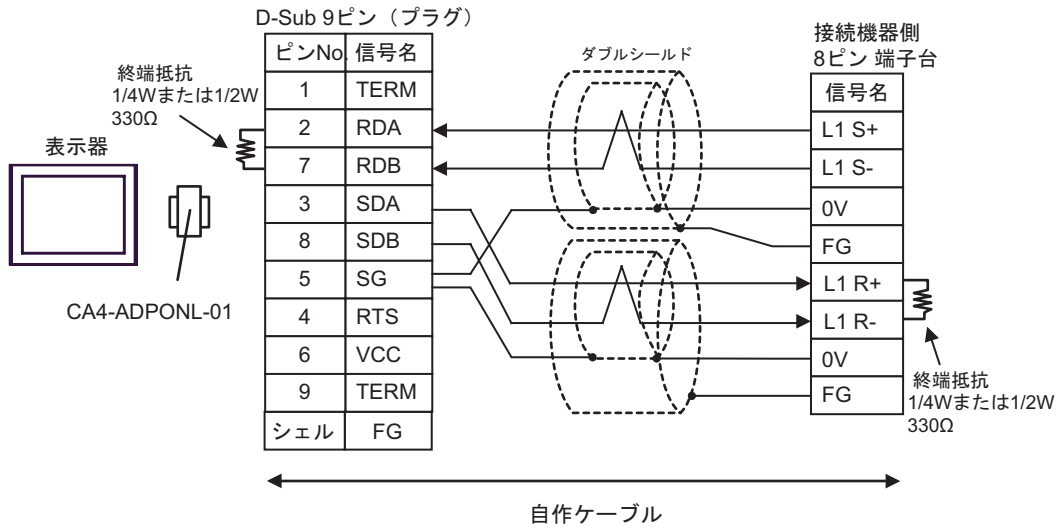 D-Sub 9ピン（プラグ）
ピンNo. 信号名
1 TERM
2 RDA
7 RDB
3 SDA
8 SDB
5 SG
4 RTS
6 VCC
9 TERM
シェル FG
終端抵抗
1/4Wまたは1/2W
330Ω
表示器
CA4-ADPONL-01
ダブルシールド
接続機器側
8ピン 端子台
信号名
L1 S+
L1 S-
0V
FG
L1 R+
L1 R-
0V
FG
終端抵抗
1/4Wまたは1/2W
330Ω
自作ケーブル